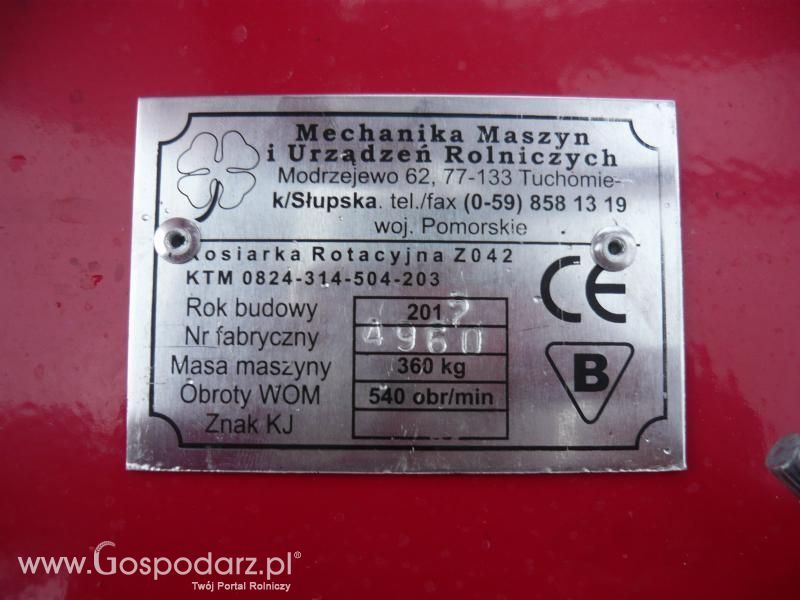 Mechanika Maszyn
i Urządzeń Rolniczych
Modrzejewo 62, 77-133 Tuchomie-
k/Słupska. tel./fax (0-59) 858 13 19
woj. Pomorskie
Kosiarka Rotacyjna Z042
KTM 0824-314-504-203
Rok budowy 2012
Nr fabryczny 4960
Masa maszyny 360 kg
Obroty WOM 540 obr/min
Znak KJ
CE
B
www.Gospodarz.pl®
Twój Portal Rolniczy